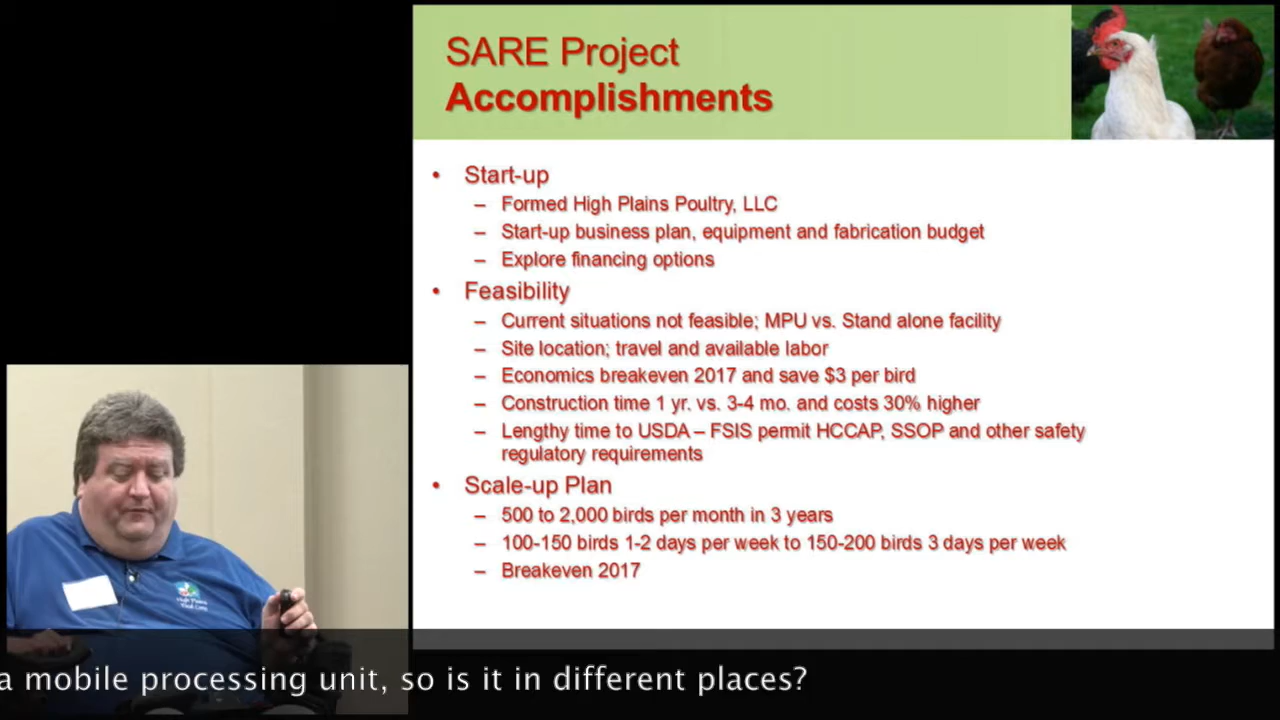 SARE Project
Accomplishments
• Start-up
– Formed High Plains Poultry, LLC
– Start-up business plan, equipment and fabrication budget
– Explore financing options
• Feasibility
– Current situations not feasible; MPU vs. Stand alone facility
– Site location; travel and available labor
– Economics breakeven 2017 and save $3 per bird
– Construction time 1 yr. vs. 3-4 mo. and costs 30% higher
– Lengthy time to USDA – FSIS permit HCCAP, SSOP and other safety
regulatory requirements
• Scale-up Plan
– 500 to 2,000 birds per month in 3 years
– 100-150 birds 1-2 days per week to 150-200 birds 3 days per week
– Breakeven 2017
High Plains
a mobile processing unit, so is it in different places?